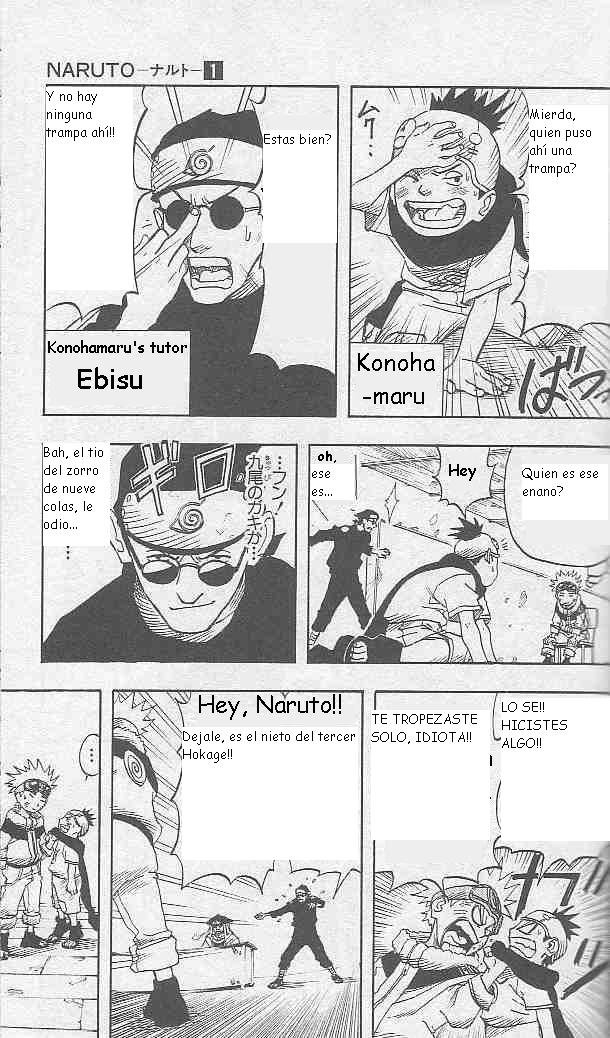 NARUTO—ナルト—1
Mierda,
quien puso
ahí una
trampa?
ムク…
Konoha
-maru
ばっ
Y no hay
ninguna
trampa ahí!!
Estas bien?
Konohamaru's tutor
Ebisu
Quien es ese
enano?
Hey
oh,
ese
es...
ギロ
…フン！
九尾のガキか…
Bah, el tio
del zorro
de nueve
colas, le
odio...
…
LO SE!!
HICISTES
ALGO!!
TE TROPEZASTE
SOLO, IDIOTA!!
Hey, Naruto!!
Dejale, es el nieto del tercer
Hokage!!
…